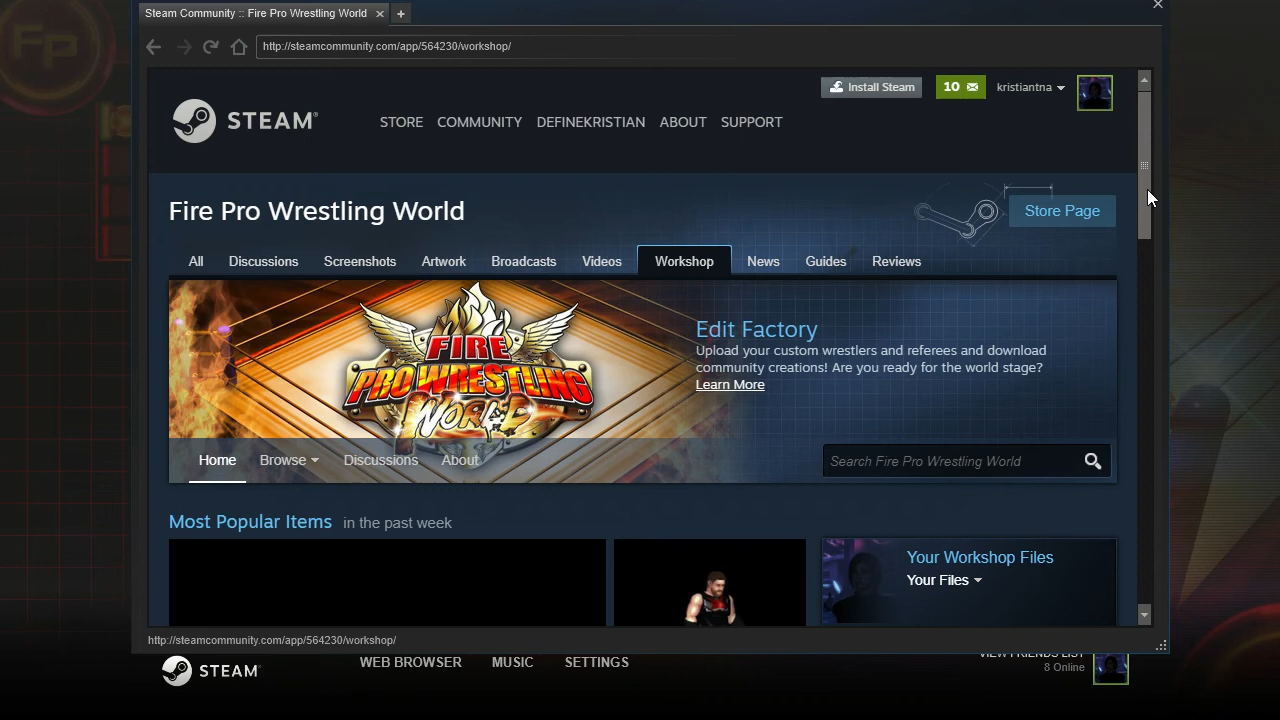 Steam Community :: Fire Pro Wrestling World
http://steamcommunity.com/app/564230/workshop/
Install Steam
10
kristiantna
STEAM®
STORE COMMUNITY DEFINEKRISTIAN ABOUT SUPPORT
Fire Pro Wrestling World
Store Page
All Discussions Screenshots Artwork Broadcasts Videos Workshop News Guides Reviews
FIRE
PRO WRESTLING
WORLD
Edit Factory
Upload your custom wrestlers and referees and download
community creations! Are you ready for the world stage?
Learn More
Home Browse Discussions About
Search Fire Pro Wrestling World
Most Popular Items in the past week
Your Workshop Files
Your Files
http://steamcommunity.com/app/564230/workshop/
STEAM
WEB BROWSER MUSIC SETTINGS
VIEW FRIENDS LIST
8 Online
FP